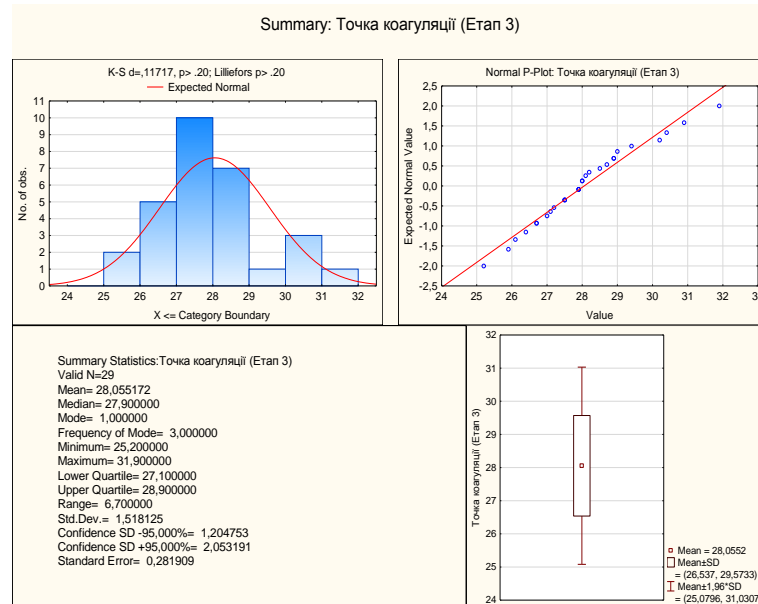 Summary: Точка коагуляції (Етап 3)
K-S d=,11717, p> .20; Lilliefors p> .20
Expected Normal
11
10
9
8
7
6
5
4
3
2
1
0
No. of obs.
24 25 26 27 28 29 30 31 32
X <= Category Boundary
Normal P-Plot: Точка коагуляції (Етап 3)
2,5
2,0
1,5
1,0
0,5
0,0
-0,5
-1,0
-1,5
-2,0
-2,5
Expected Normal Value
24 25 26 27 28 29 30 31 32 33
Value
Summary Statistics:Точка коагуляції (Етап 3)
Valid N=29
Mean= 28,055172
Median= 27,900000
Mode= 1,000000
Frequency of Mode= 3,000000
Minimum= 25,200000
Maximum= 31,900000
Lower Quartile= 27,100000
Upper Quartile= 28,900000
Range= 6,700000
Std.Dev.= 1,518125
Confidence SD -95,000%= 1,204753
Confidence SD +95,000%= 2,053191
Standard Error= 0,281909
32
31
30
29
28
27
26
25
24
Точка коагуляції (Етап 3)
Mean = 28,0552
Mean±SD
= (26,537, 29,5733)
Mean±1,96*SD
= (25,0796, 31,0307)